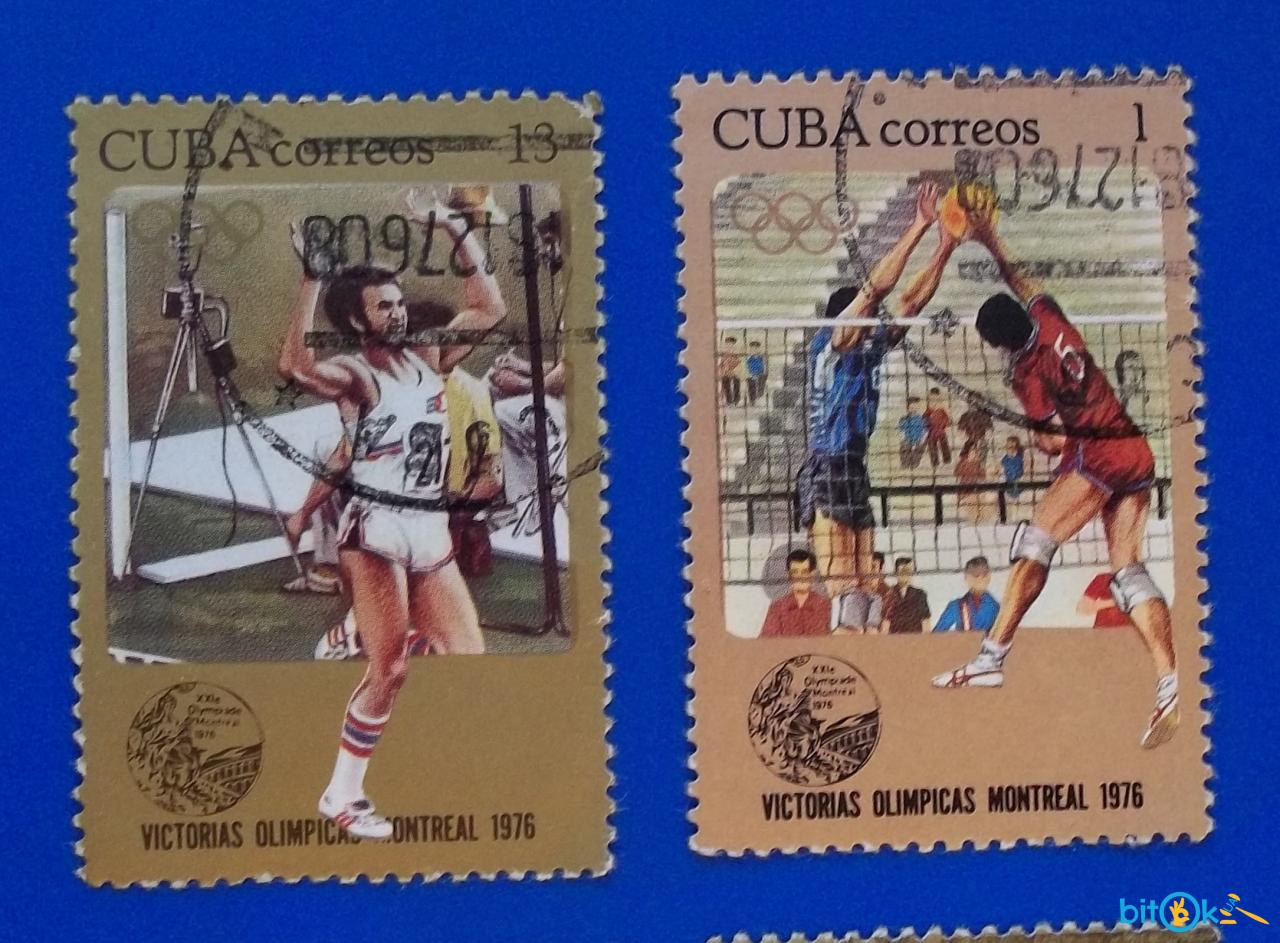 CUBA correos 13
XXIe
Olympiade
Montréal
1976
VICTORIAS OLIMPICAS MONTREAL 1976
CUBA correos 1
5
XXIe
Olympiade
Montréal
1976
VICTORIAS OLIMPICAS MONTREAL 1976
bitOk